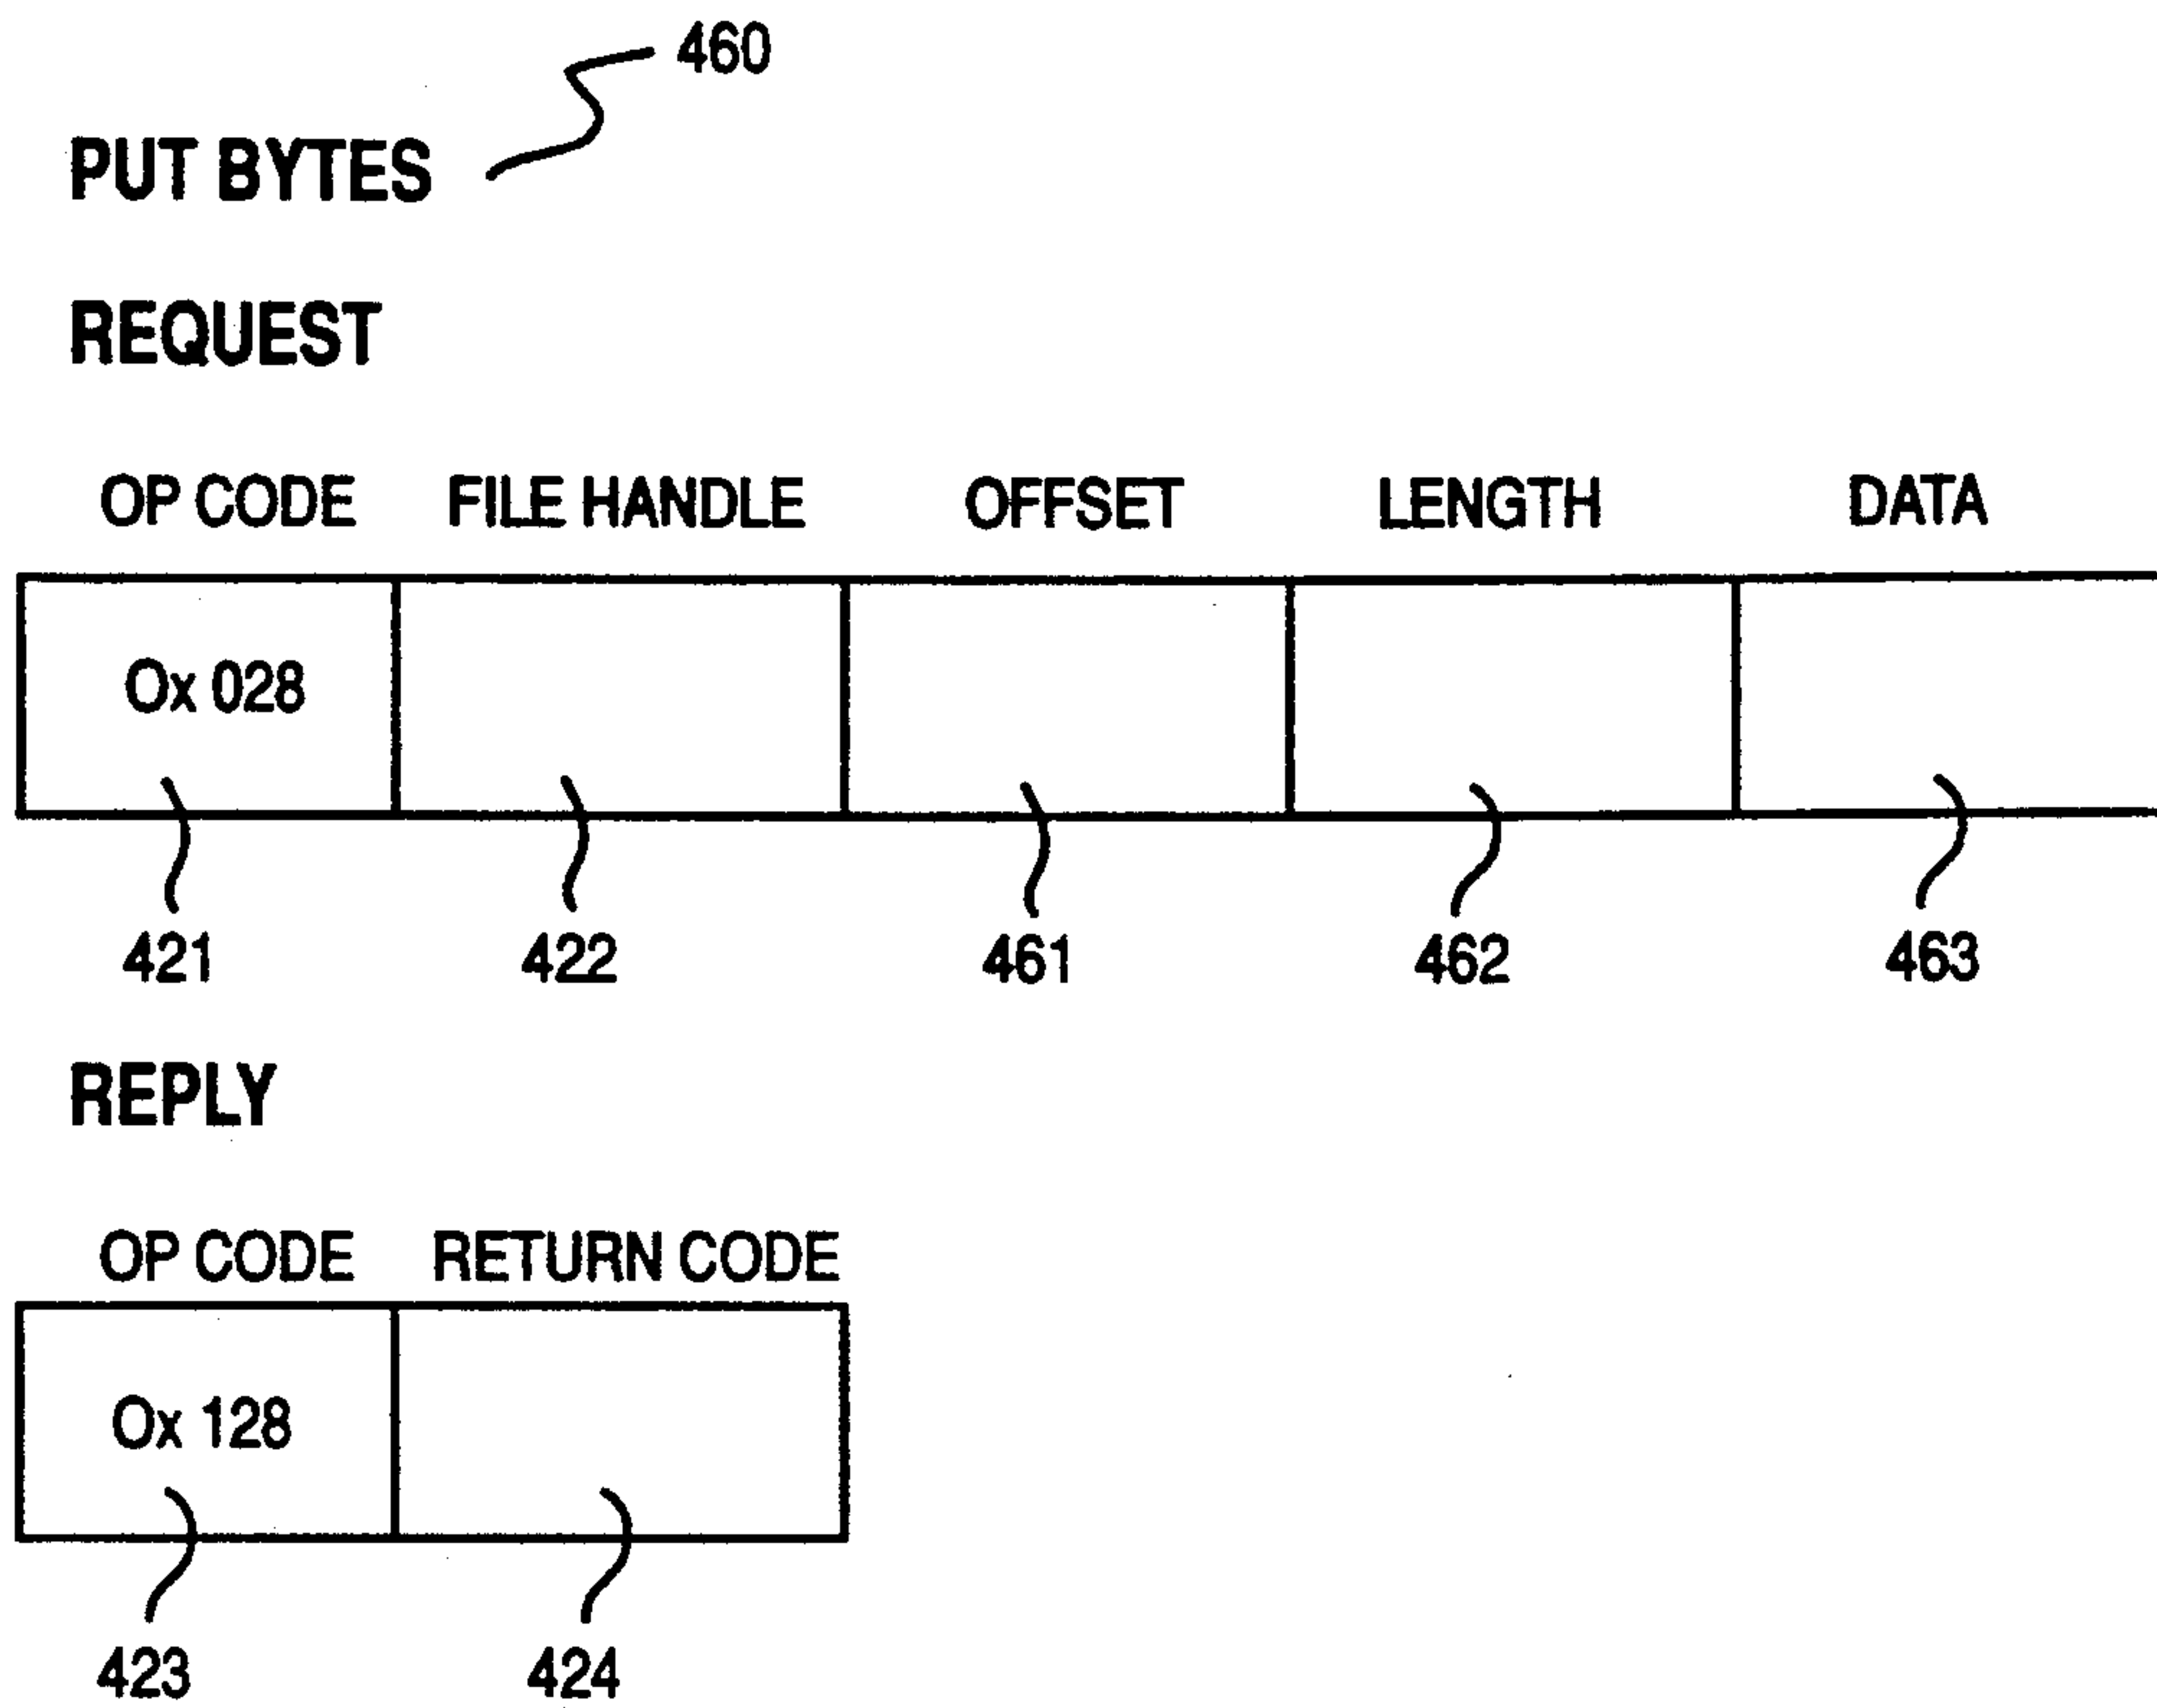 460
PUT BYTES
REQUEST
OP CODE FILE HANDLE OFFSET LENGTH DATA
Ox 028
421 422 461 462 463
REPLY
OP CODE RETURN CODE
Ox 128
423 424